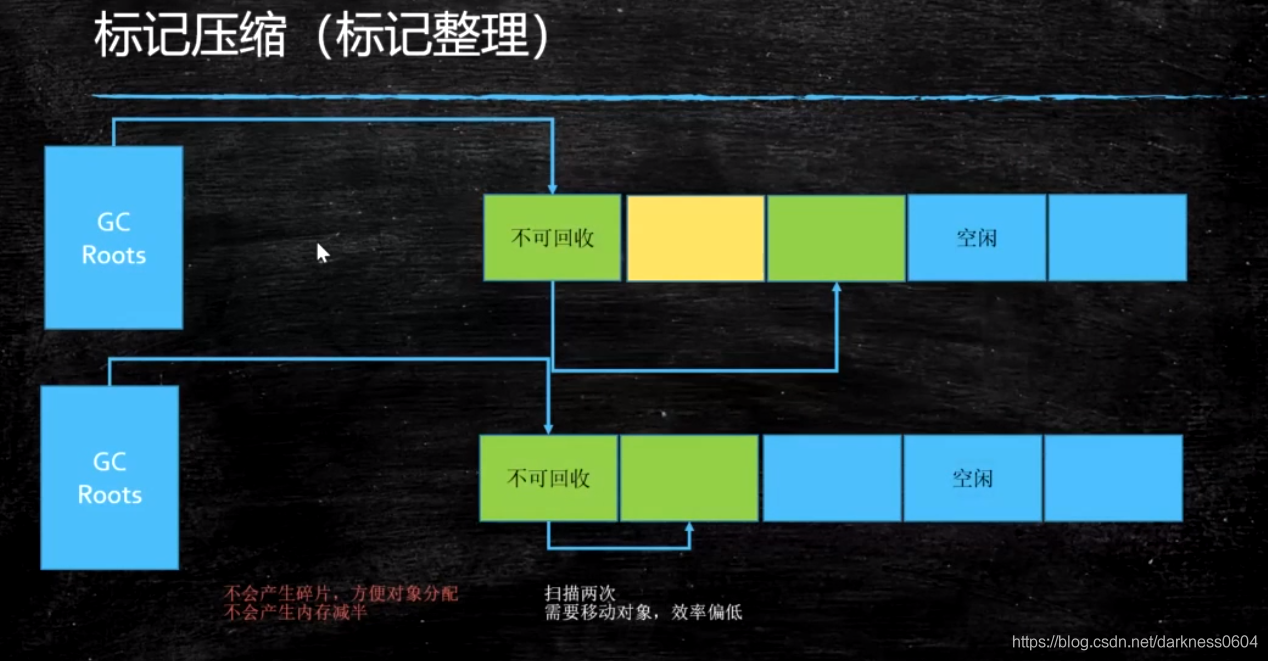 标记压缩（标记整理）
GC
Roots
不可回收
空闲
GC
Roots
不可回收
空闲
不会产生碎片，方便对象分配
不会产生内存减半
扫描两次
需要移动对象，效率偏低
https://blog.csdn.net/darkness0604